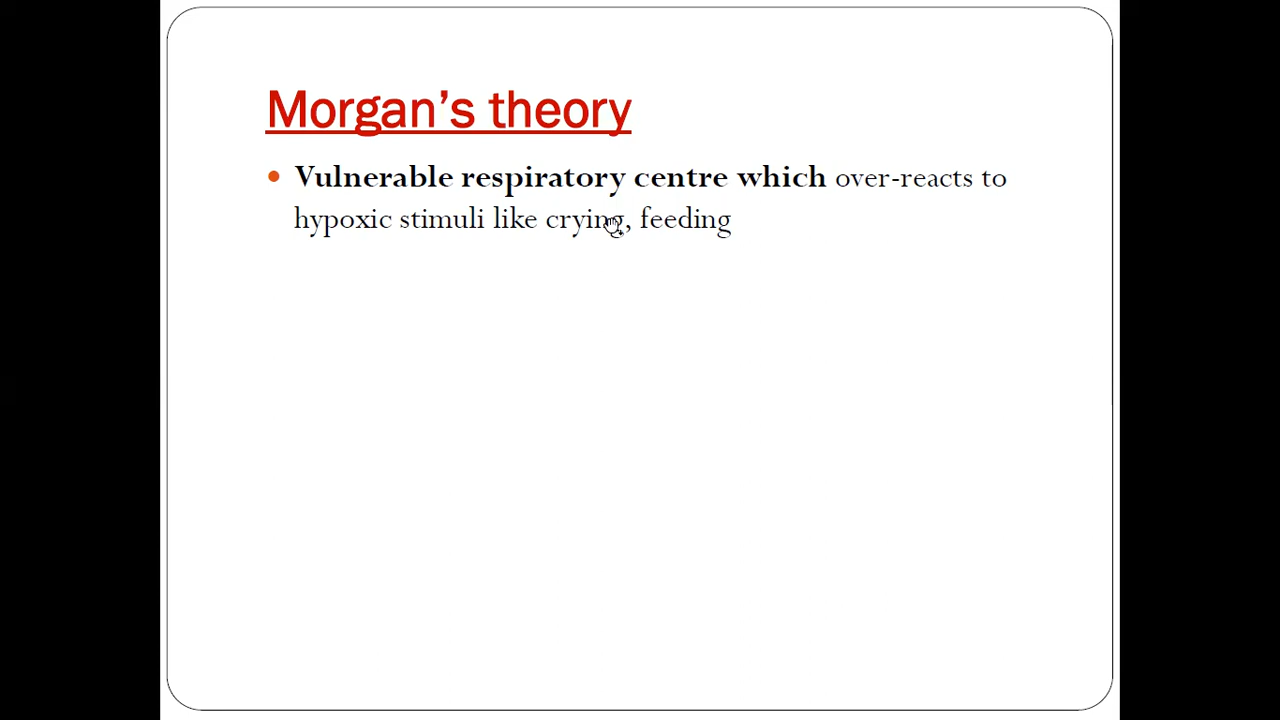 Morgan's theory
• Vulnerable respiratory centre which over-reacts to
hypoxic stimuli like crying, feeding